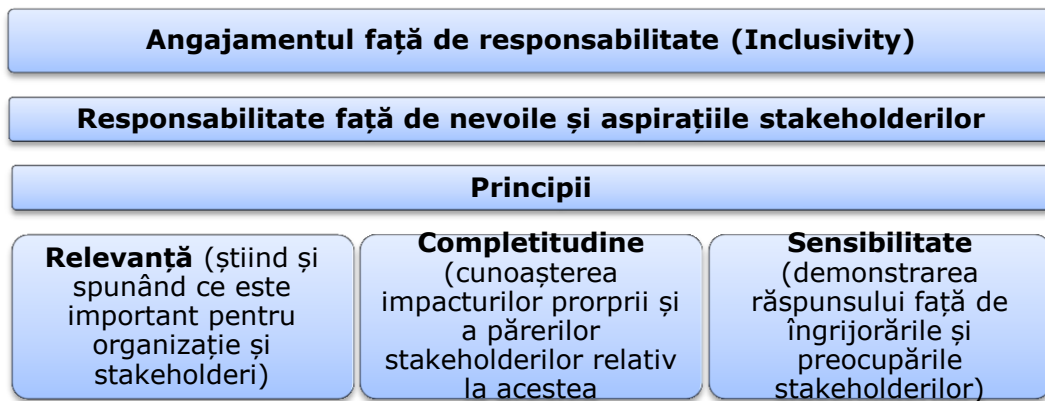 Angajamentul față de responsabilitate (Inclusivity)
Responsabilitate față de nevoile și aspirațiile stakeholderilor
Principii
Relevanță (știind și
spunând ce este
important pentru
organizație și
stakeholderi)
Completitudine
(cunoașterea
impacturilor prorprii și
a părerilor
stakeholderilor relativ
la acestea
Sensibilitate
(demonstrarea
răspunsului față de
îngrijorările și
preocupările
stakeholderilor)